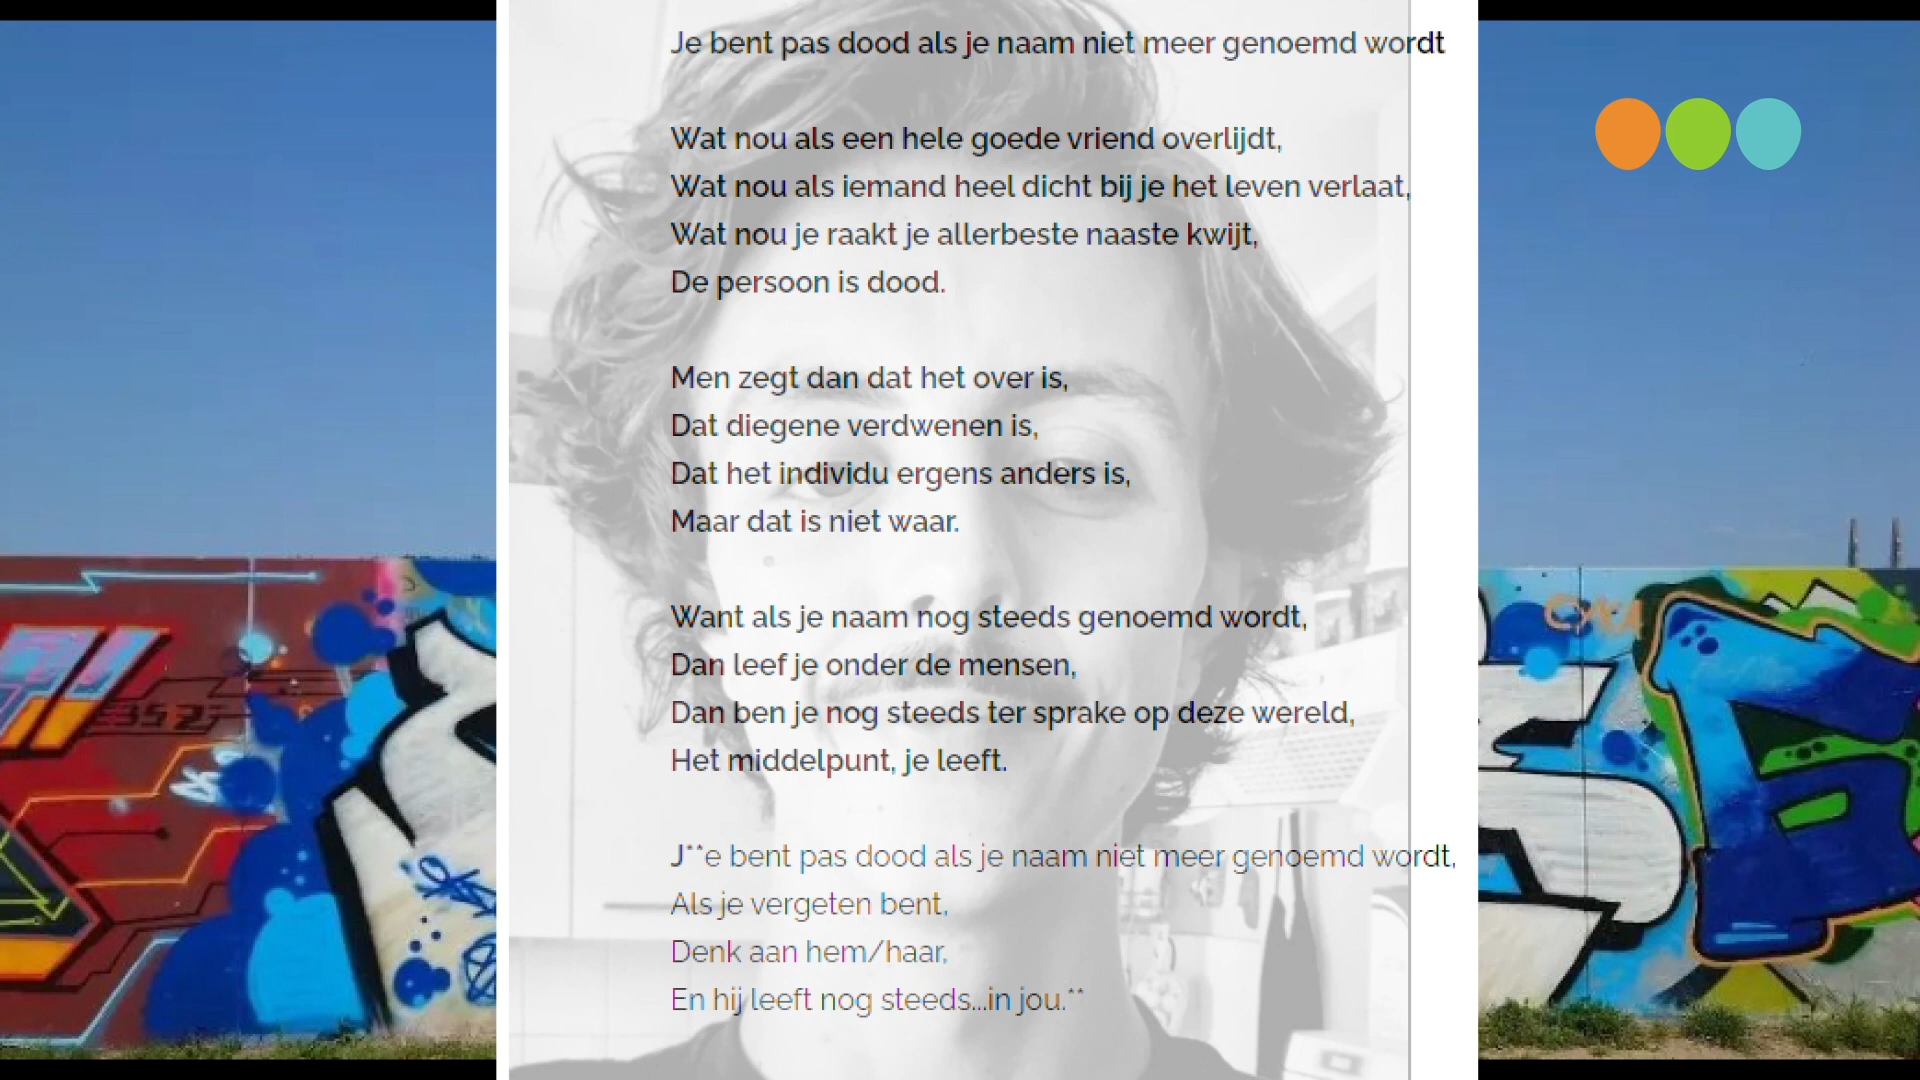 Je bent pas dood als je naam niet meer genoemd wordt
Wat nou als een hele goede vriend overlijdt,
Wat nou als iemand heel dicht bij je het leven verlaat,
Wat nou je raakt je allerbeste naaste kwijt,
De persoon is dood.
Men zegt dan dat het over is,
Dat diegene verdwenen is,
Dat het individu ergens anders is,
Maar dat is niet waar.
Want als je naam nog steeds genoemd wordt,
Dan leef je onder de mensen,
Dan ben je nog steeds ter sprake op deze wereld,
Het middelpunt, je leeft.
J**e bent pas dood als je naam niet meer genoemd wordt,
Als je vergeten bent,
Denk aan hem/haar,
En hij leeft nog steeds...in jou.**